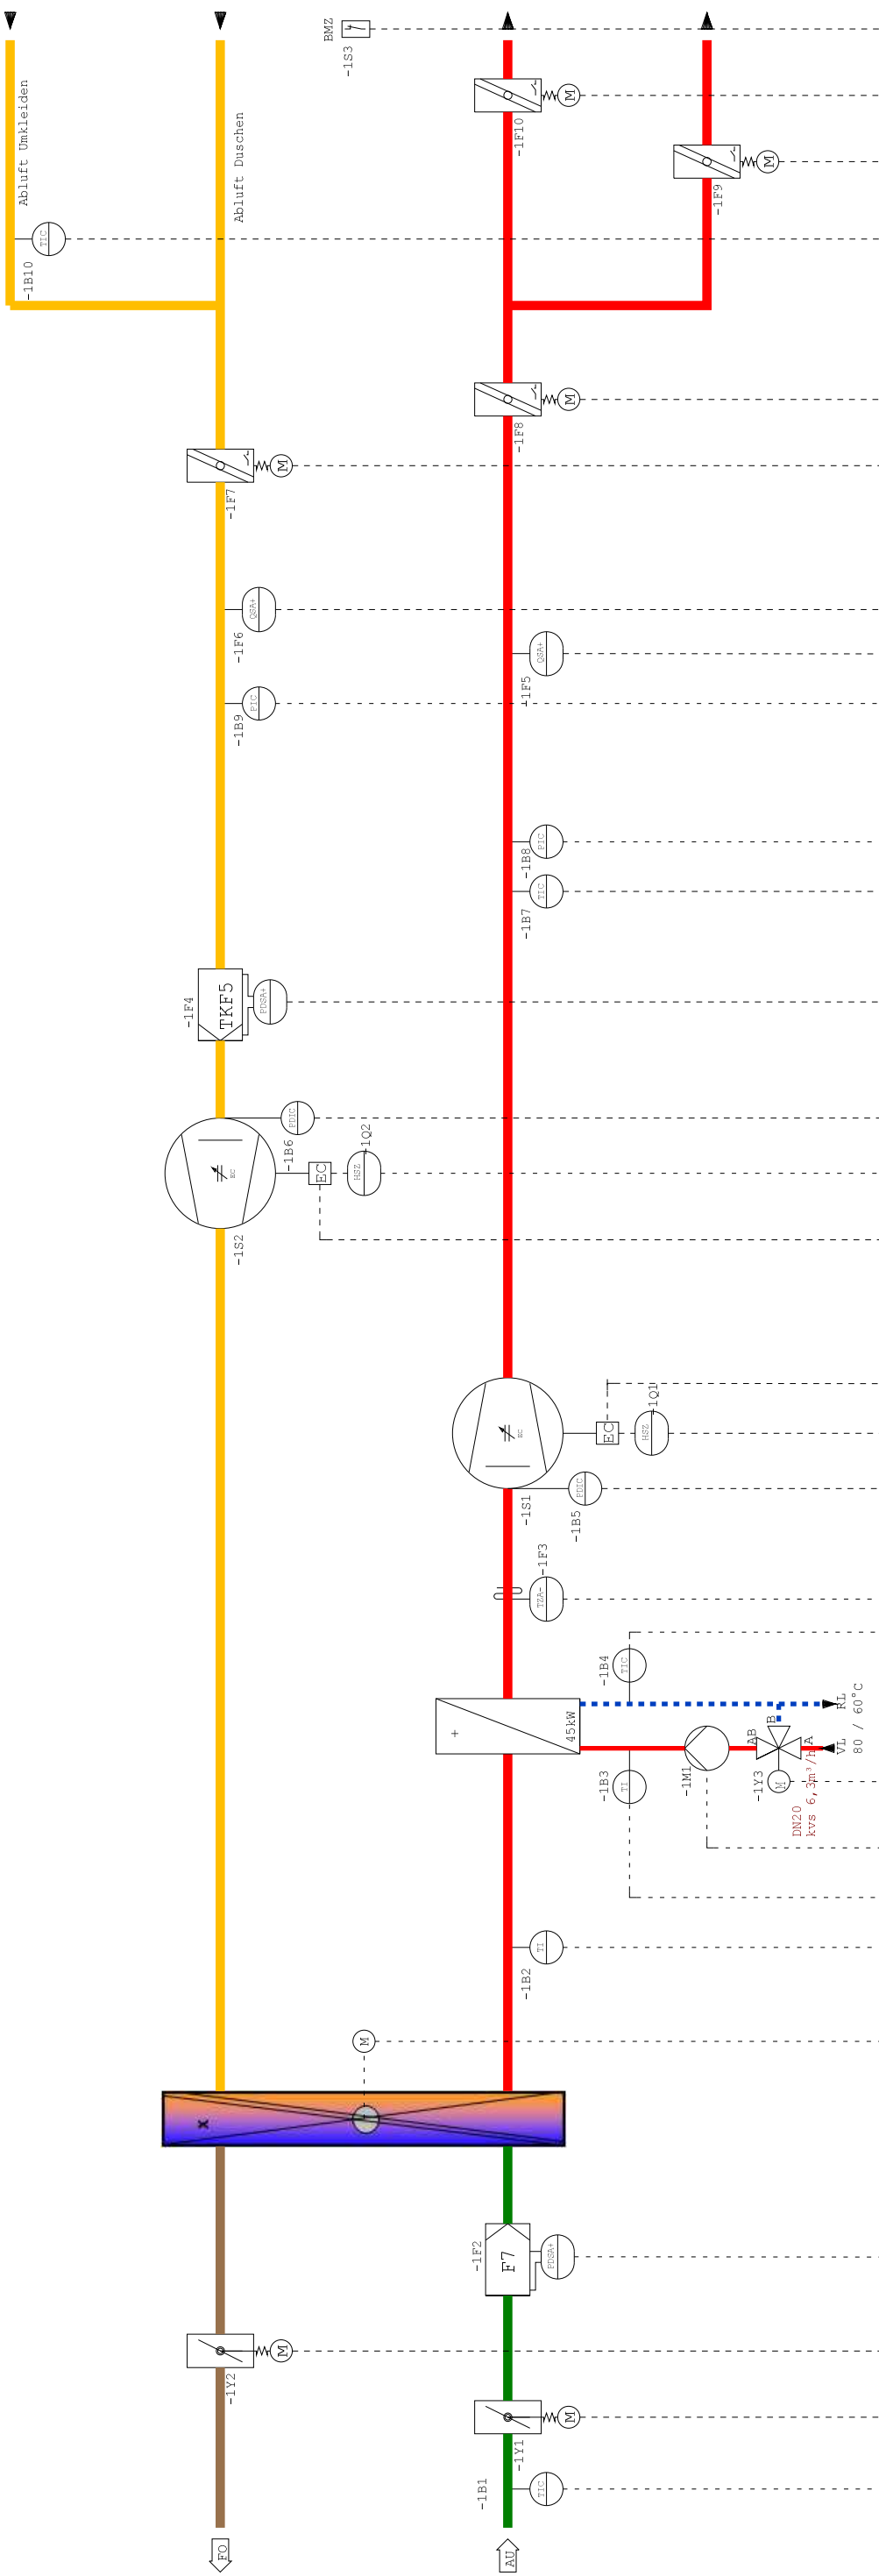 Abluft Umkleiden
Abluft Duschen
BMZ
-1S3
M
-1F10
M
-1F9
TIC
-1B10
M
-1F8
M
-1F7
QSA+
-1F6
QSA+
-1F5
PIC
-1B9
PIC
-1B8
TIC
-1B7
-1F4
TKF5
PDSA+
PDIC
-1B6
EC
EC
HSZ
-1Q2
-1S2
EC
EC
HSZ
-1Q1
-1S1
PDIC
-1B5
TZA-
-1F3
TIC
-1B4
+
45kW
RL
VL
80 / 60°C
AB
B
A
TI
-1B3
-1M1
M
-1Y3
DN20
kvs 6,3m³/h
TI
-1B2
M
x
-1F2
F7
PDSA+
M
-1Y2
M
-1Y1
TIC
-1B1
FO
AU